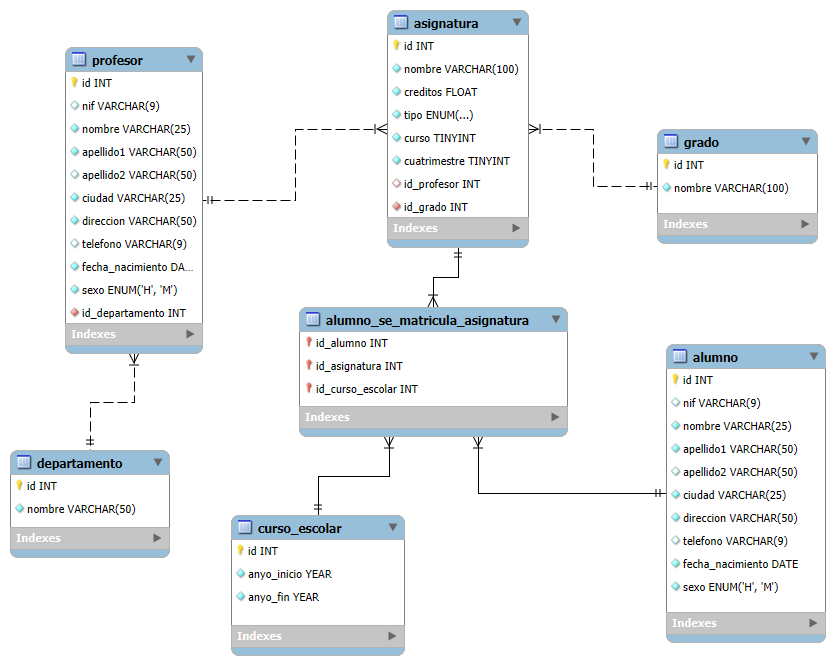 asignatura
id INT
nombre VARCHAR(100)
creditos FLOAT
tipo ENUM(...)
curso TINYINT
cuatrimestre TINYINT
id_profesor INT
id_grado INT
Indexes
profesor
id INT
nif VARCHAR(9)
nombre VARCHAR(25)
apellido1 VARCHAR(50)
apellido2 VARCHAR(50)
ciudad VARCHAR(25)
direccion VARCHAR(50)
telefono VARCHAR(9)
fecha_nacimiento DA...
sexo ENUM('H', 'M')
id_departamento INT
Indexes
grado
id INT
nombre VARCHAR(100)
Indexes
alumno_se_matricula_asignatura
id_alumno INT
id_asignatura INT
id_curso_escolar INT
Indexes
alumno
id INT
nif VARCHAR(9)
nombre VARCHAR(25)
apellido1 VARCHAR(50)
apellido2 VARCHAR(50)
ciudad VARCHAR(25)
direccion VARCHAR(50)
telefono VARCHAR(9)
fecha_nacimiento DATE
sexo ENUM('H', 'M')
Indexes
departamento
id INT
nombre VARCHAR(50)
Indexes
curso_escolar
id INT
anyo_inicio YEAR
anyo_fin YEAR
Indexes